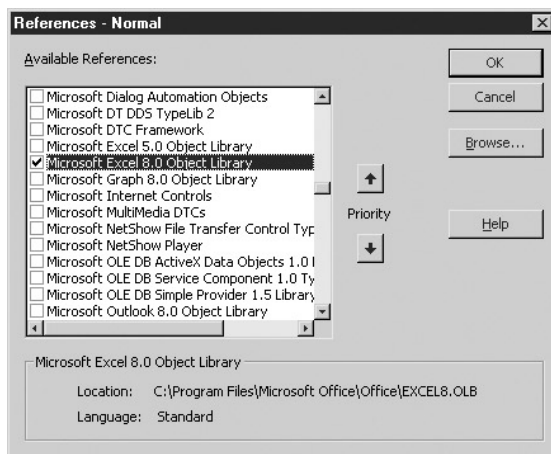 References - Normal
Available References:
Microsoft Dialog Automation Objects
Microsoft DT DDS TypeLib 2
Microsoft DTC Framework
Microsoft Excel 5.0 Object Library
Microsoft Excel 8.0 Object Library
Microsoft Graph 8.0 Object Library
Microsoft Internet Controls
Microsoft MultiMedia DTCs
Microsoft NetShow File Transfer Control Typ
Microsoft NetShow Player
Microsoft OLE DB ActiveX Data Objects 1.0
Microsoft OLE DB Service Component 1.0 Ty
Microsoft OLE DB Simple Provider 1.5 Library
Microsoft Outlook 8.0 Object Library
Priority
OK
Cancel
Browse...
Help
Microsoft Excel 8.0 Object Library
Location: C:\Program Files\Microsoft Office\Office\EXCEL8.OLB
Language: Standard